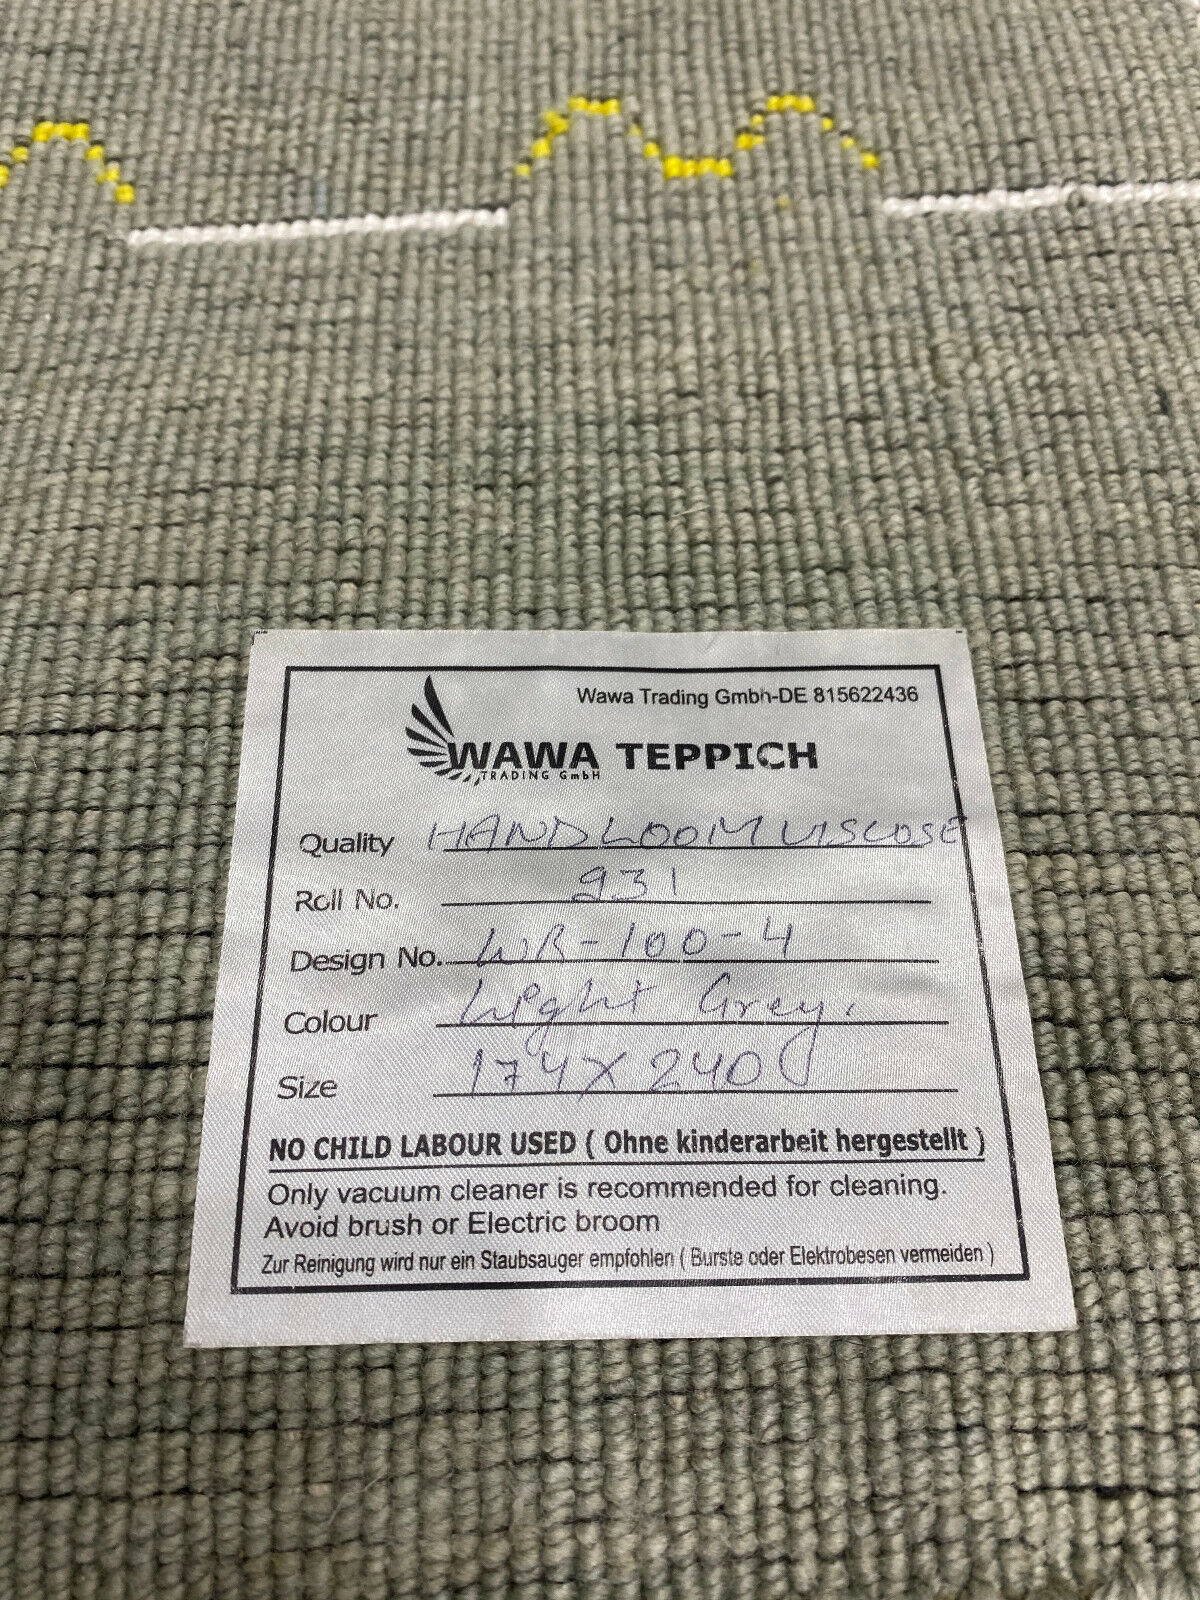 Wawa Trading Gmbh-DE 815622436
WAWA TEPPICH
TRADING GmbH
Quality HANDLOOM VISCOSE
Roll No. 931
Design No. WR-100-4
Colour Light Grey.
Size 174X240
NO CHILD LABOUR USED ( Ohne kinderarbeit hergestellt )
Only vacuum cleaner is recommended for cleaning.
Avoid brush or Electric broom
Zur Reinigung wird nur ein Staubsauger empfohlen ( Burste oder Elektrobesen vermeiden )